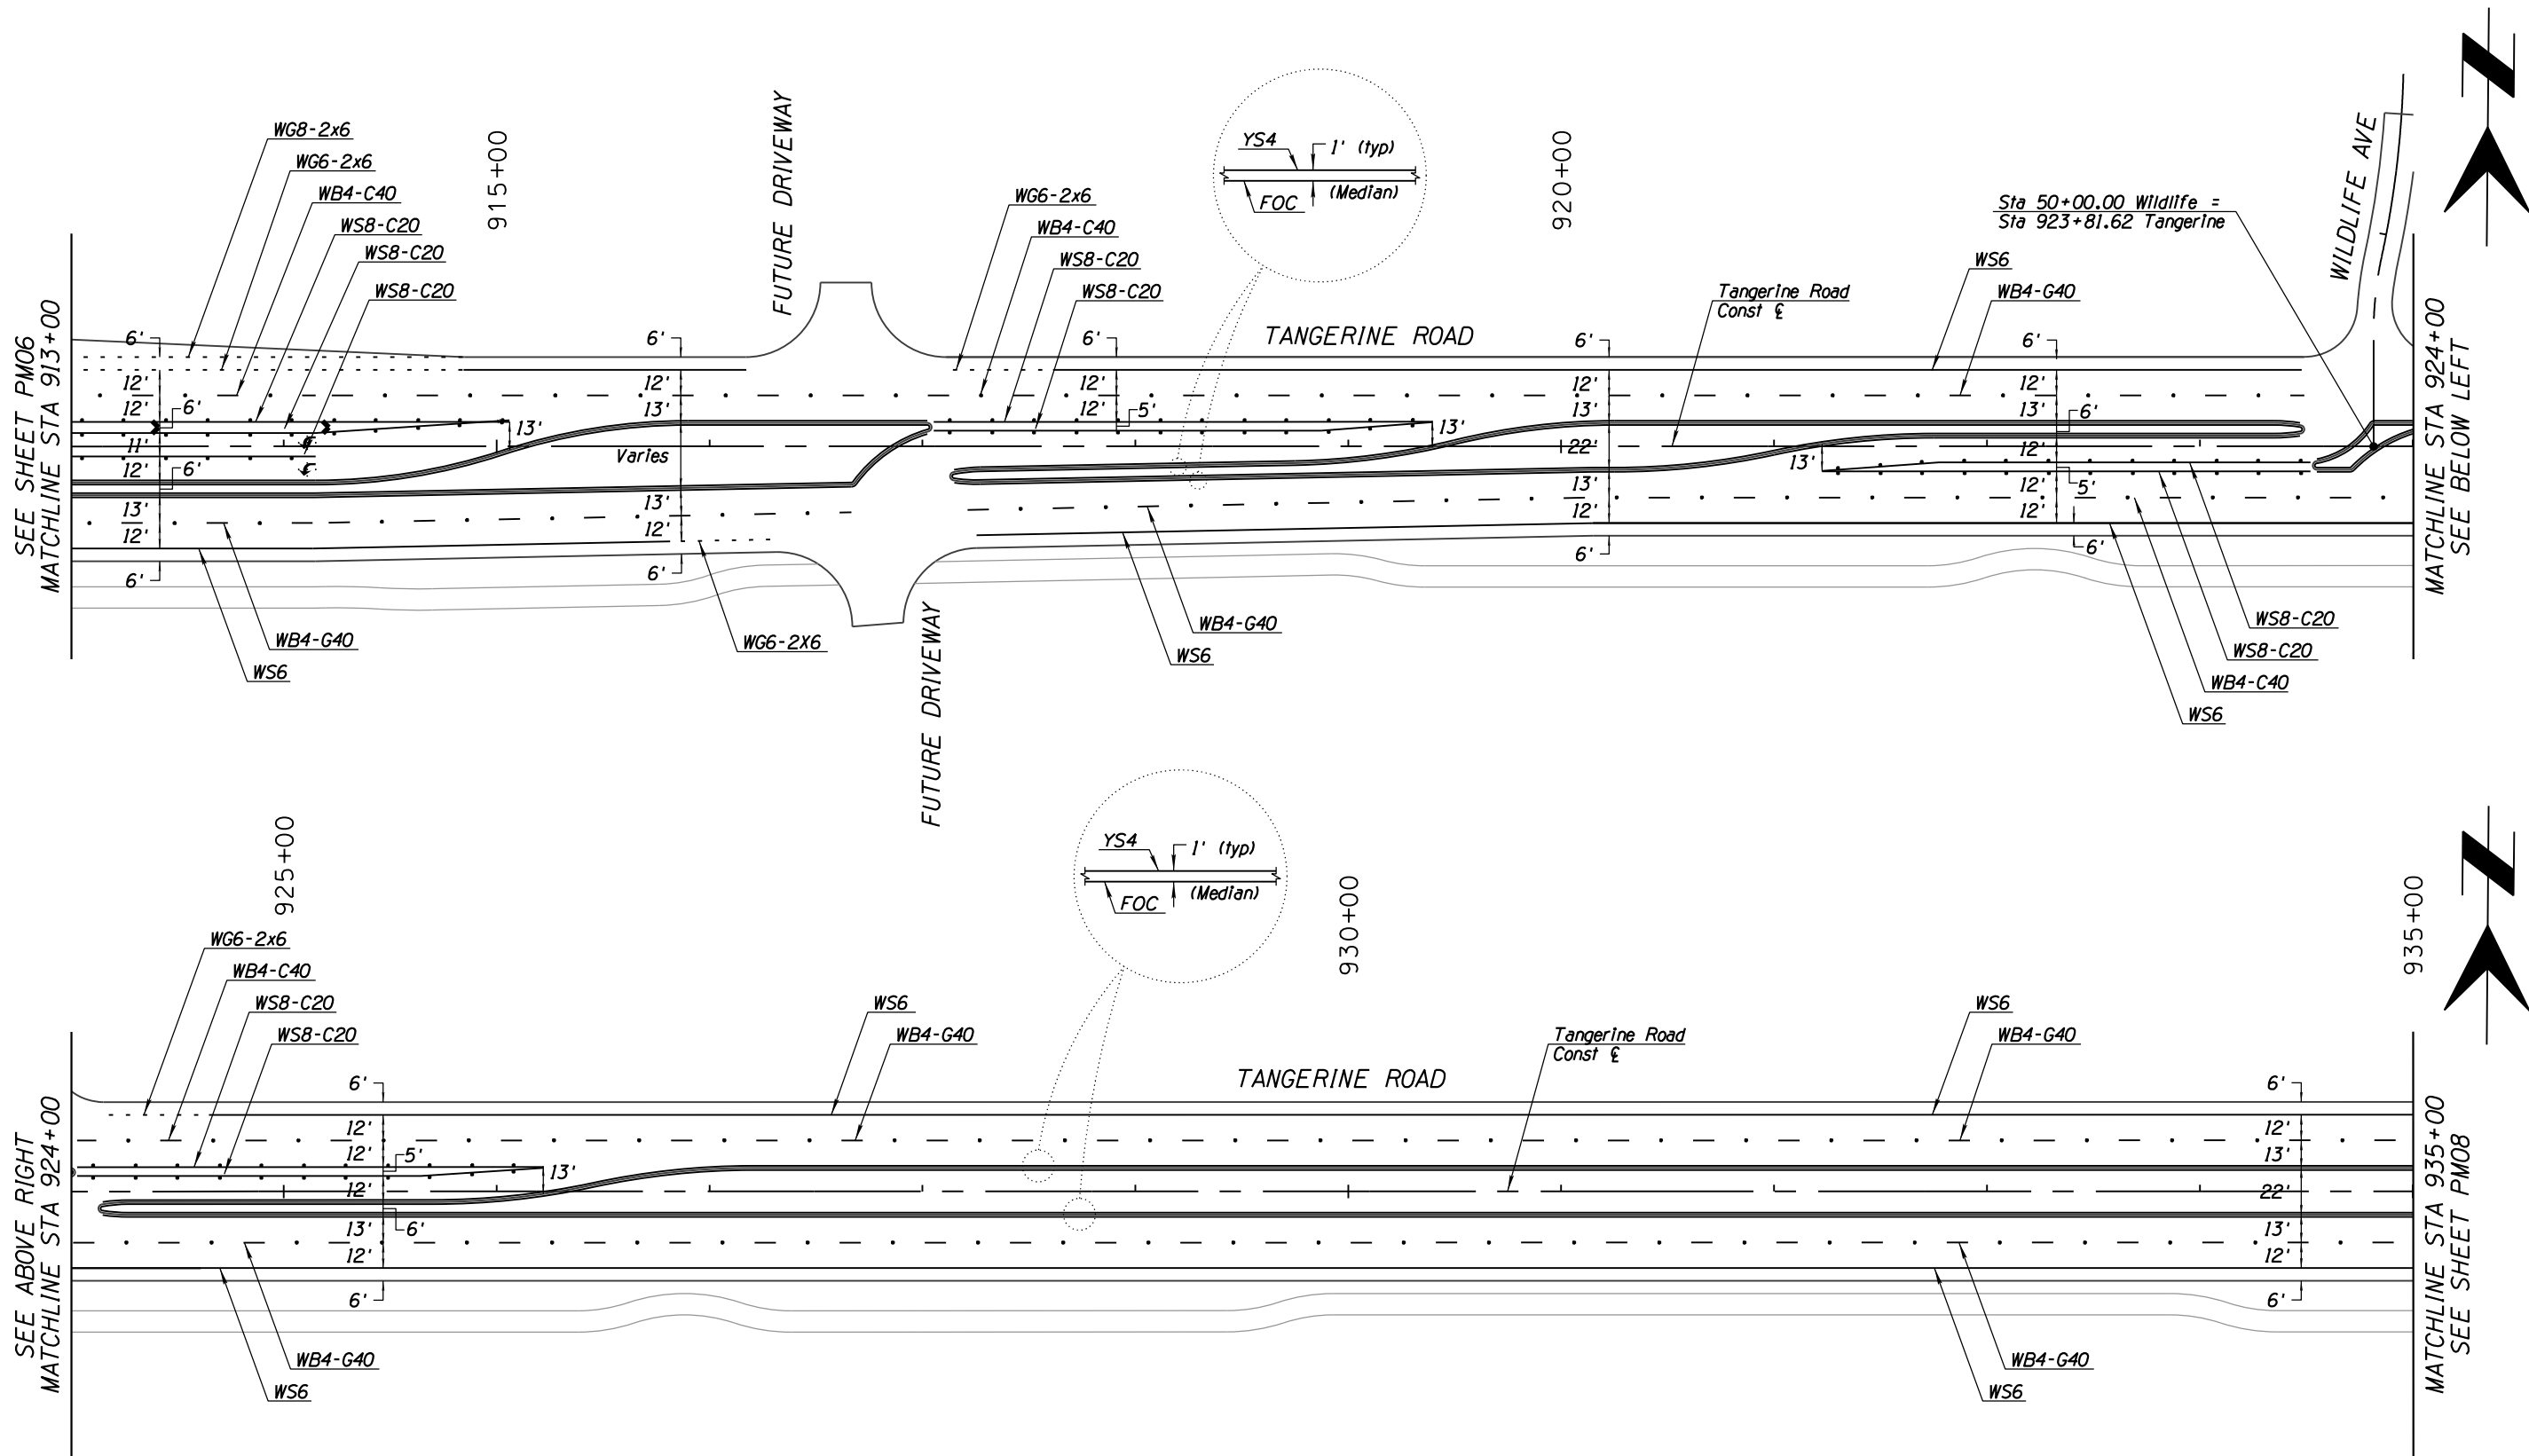 WG8-2x6
WG6-2x6
WB4-C40
WS8-C20
WS8-C20
WS8-C20
915+00
FUTURE DRIVEWAY
YS4
1' (typ)
FOC
(Median)
920+00
WG6-2x6
WB4-C40
WS8-C20
WS8-C20
Sta 50+00.00 Wildlife =
Sta 923+81.62 Tangerine
WILDLIFE AVE
N
WS6
WB4-G40
Tangerine Road
Const ℄
TANGERINE ROAD
SEE SHEET PM06
MATCHLINE STA 913+00
6'
12'
12'
6'
11'
12'
6'
13'
12'
6'
13'
6'
12'
13'
Varies
13'
12'
6'
6'
12'
12'
5'
13'
6'
12'
13'
22'
13'
12'
6'
13'
6'
12'
13'
6'
12'
12'
5'
12'
6'
MATCHLINE STA 924+00
SEE BELOW LEFT
WB4-G40
WS6
WG6-2X6
FUTURE DRIVEWAY
WB4-G40
WS6
WS8-C20
WS8-C20
WB4-C40
WS6
925+00
YS4
1' (typ)
FOC
(Median)
930+00
935+00
N
WG6-2x6
WB4-C40
WS8-C20
WS8-C20
WS6
WB4-G40
Tangerine Road
Const ℄
WS6
WB4-G40
TANGERINE ROAD
SEE ABOVE RIGHT
MATCHLINE STA 924+00
6'
12'
12'
5'
13'
12'
13'
6'
12'
6'
6'
12'
13'
22'
13'
12'
6'
MATCHLINE STA 935+00
SEE SHEET PM08
WB4-G40
WS6
WB4-G40
WS6